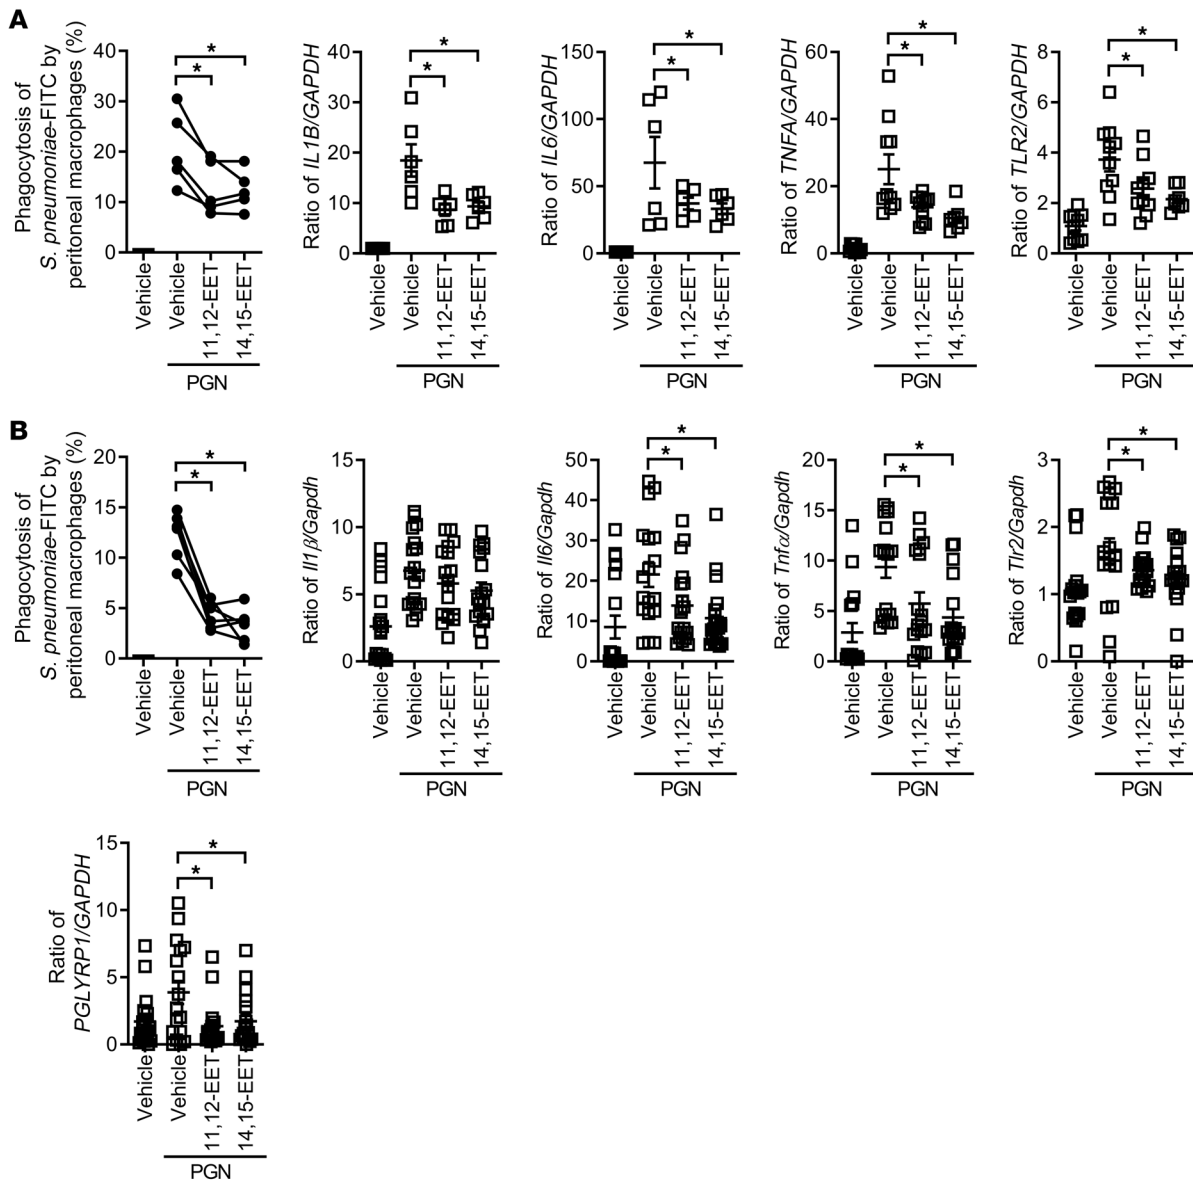 A
Phagocytosis of
S. pneumoniae-FITC by
peritoneal macrophages (%)
40
30
20
10
0
*
*
Vehicle
Vehicle
11,12-EET
14,15-EET
PGN
Ratio of IL1B/GAPDH
40
30
20
10
0
*
*
Vehicle
Vehicle
11,12-EET
14,15-EET
PGN
Ratio of IL6/GAPDH
150
100
50
0
*
*
Vehicle
Vehicle
11,12-EET
14,15-EET
PGN
Ratio of TNFA/GAPDH
60
40
20
0
*
*
Vehicle
Vehicle
11,12-EET
14,15-EET
PGN
Ratio of TLR2/GAPDH
8
6
4
2
0
*
*
Vehicle
Vehicle
11,12-EET
14,15-EET
PGN
B
Phagocytosis of
S. pneumoniae-FITC by
peritoneal macrophages (%)
20
15
10
5
0
*
*
Vehicle
Vehicle
11,12-EET
14,15-EET
PGN
Ratio of Il1β/Gapdh
15
10
5
0
Vehicle
Vehicle
11,12-EET
14,15-EET
PGN
Ratio of Il6/Gapdh
50
40
30
20
10
0
*
*
Vehicle
Vehicle
11,12-EET
14,15-EET
PGN
Ratio of Tnfα/Gapdh
20
15
10
5
0
*
*
Vehicle
Vehicle
11,12-EET
14,15-EET
PGN
Ratio of Tlr2/Gapdh
3
2
1
0
*
*
Vehicle
Vehicle
11,12-EET
14,15-EET
PGN
Ratio of
PGLYRP1/GAPDH
15
10
5
0
*
*
Vehicle
Vehicle
11,12-EET
14,15-EET
PGN